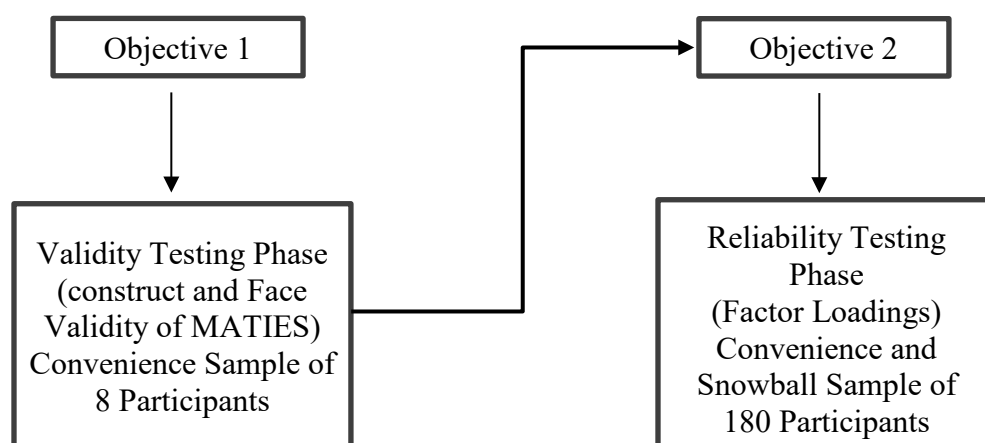 Objective 1
Objective 2
Validity Testing Phase
(construct and Face
Validity of MATIES)
Convenience Sample of
8 Participants
Reliability Testing
Phase
(Factor Loadings)
Convenience and
Snowball Sample of
180 Participants